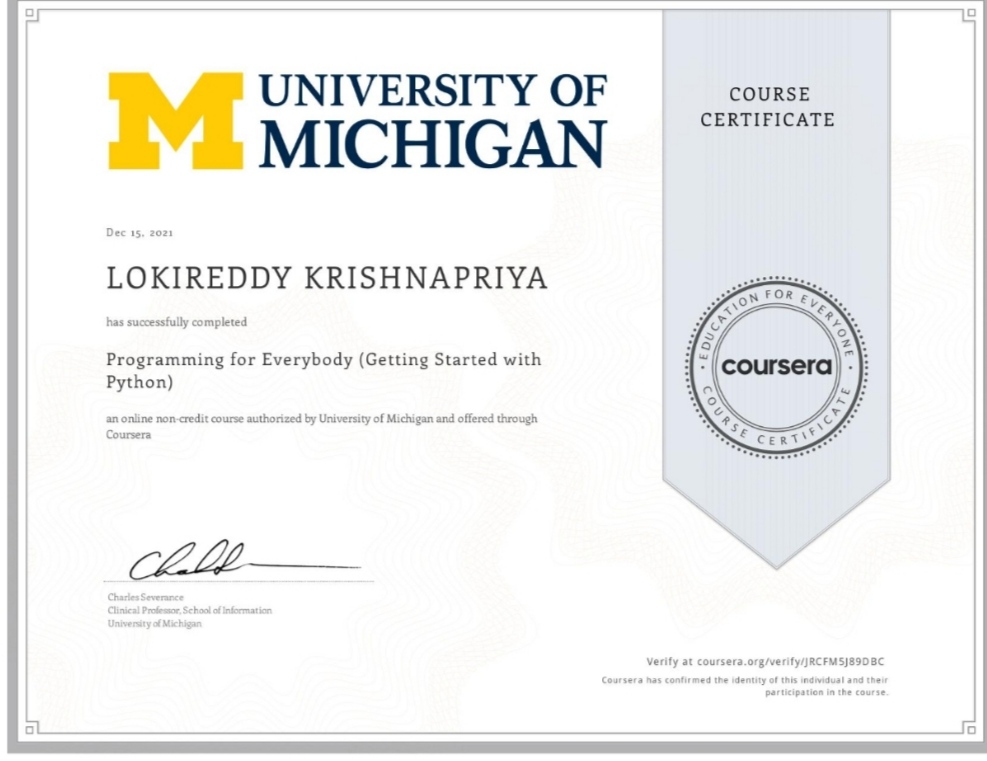 M UNIVERSITY OF
MICHIGAN
COURSE
CERTIFICATE
Dec 15, 2021
LOKIREDDY KRISHNAPRIYA
has successfully completed
Programming for Everybody (Getting Started with
Python)
an online non-credit course authorized by University of Michigan and offered through
Coursera
EDUCATION FOR EVERYONE
coursera
COURSE CERTIFICATE
Charles Severance
Clinical Professor, School of Information
University of Michigan
Verify at coursera.org/verify/JRCFM5J89DBC
Coursera has confirmed the identity of this individual and their
participation in the course.